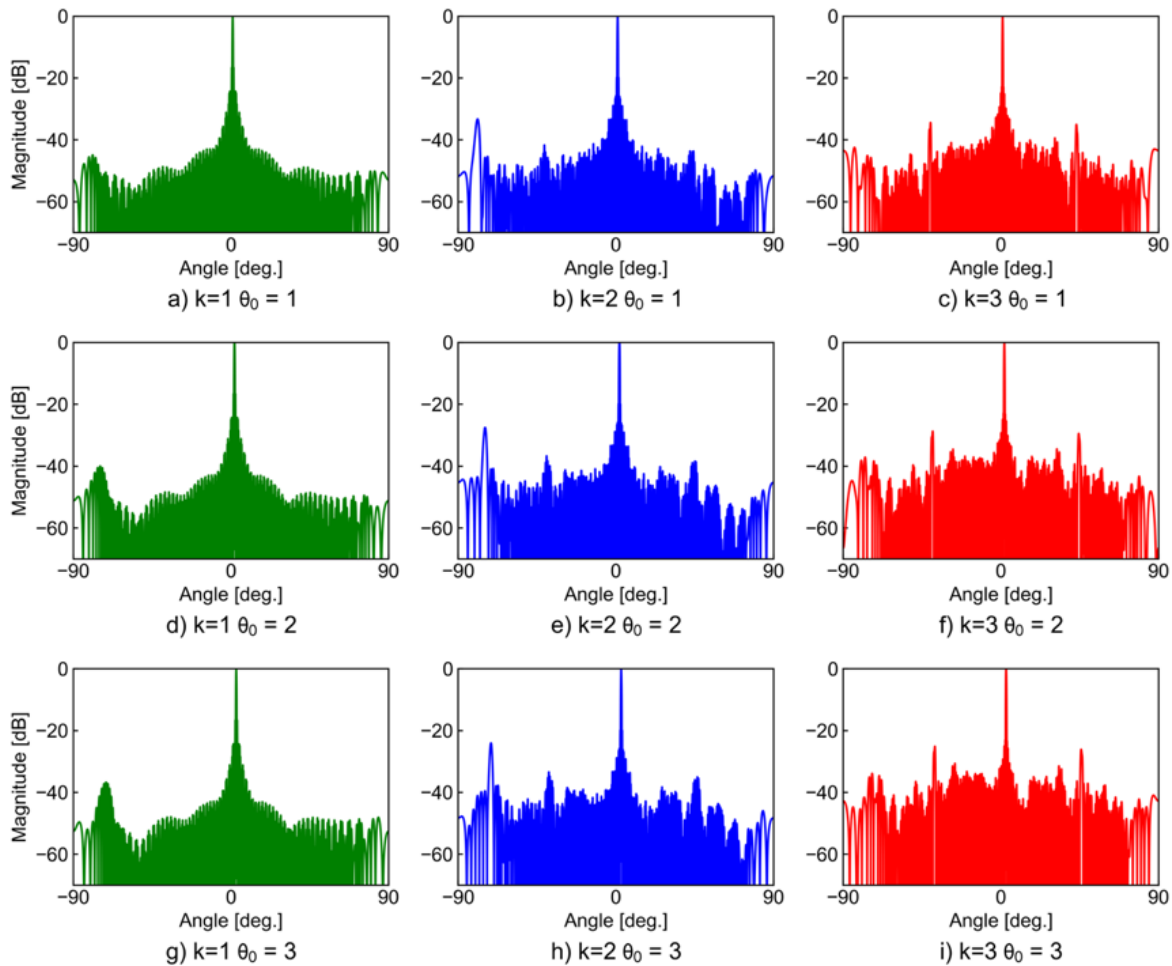 0
0
0
−20
−20
−20
−40
−40
−40
−60
−60
−60
Magnitude [dB]
−90 0 90
−90 0 90
−90 0 90
Angle [deg.]
Angle [deg.]
Angle [deg.]
a) k=1 θ₀ = 1
b) k=2 θ₀ = 1
c) k=3 θ₀ = 1
0
0
0
−20
−20
−20
−40
−40
−40
−60
−60
−60
Magnitude [dB]
−90 0 90
−90 0 90
−90 0 90
Angle [deg.]
Angle [deg.]
Angle [deg.]
d) k=1 θ₀ = 2
e) k=2 θ₀ = 2
f) k=3 θ₀ = 2
0
0
0
−20
−20
−20
−40
−40
−40
−60
−60
−60
Magnitude [dB]
−90 0 90
−90 0 90
−90 0 90
Angle [deg.]
Angle [deg.]
Angle [deg.]
g) k=1 θ₀ = 3
h) k=2 θ₀ = 3
i) k=3 θ₀ = 3